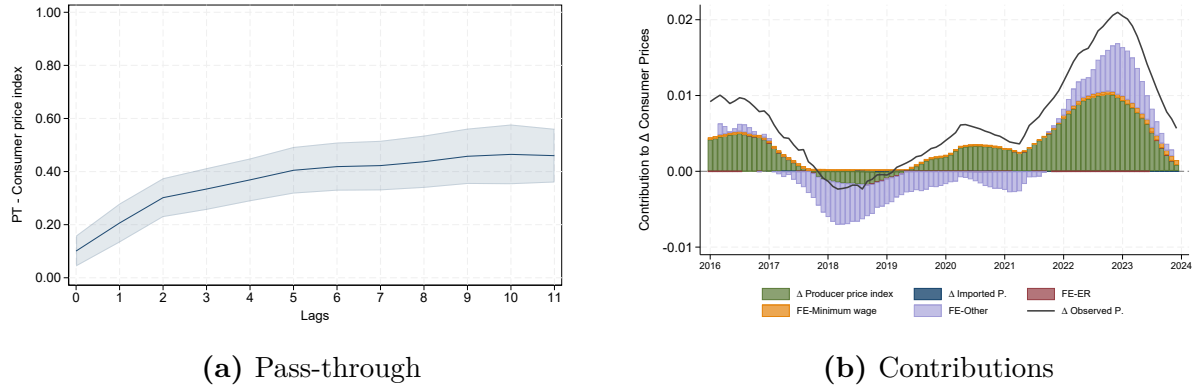 PT - Consumer price index
1.00
0.80
0.60
0.40
0.20
0.00
0 1 2 3 4 5 6 7 8 9 10 11
Lags
(a) Pass-through
Contribution to Δ Consumer Prices
0.02
0.01
0.00
-0.01
2016 2017 2018 2019 2020 2021 2022 2023 2024
Δ Producer price index Δ Imported P. FE-ER
FE-Minimum wage FE-Other Δ Observed P.
(b) Contributions